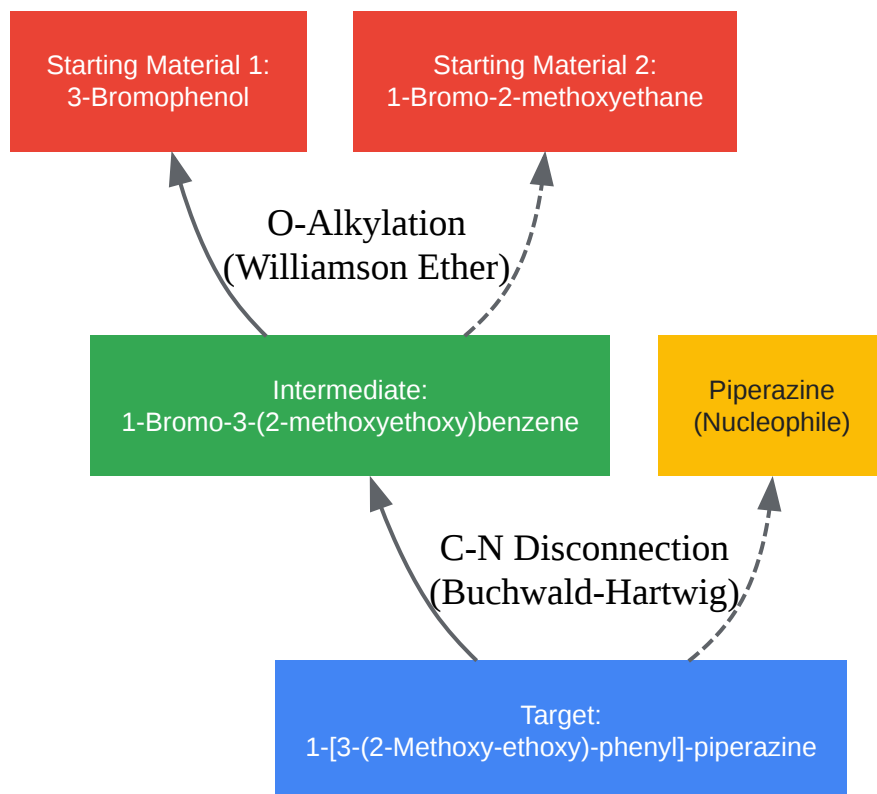 Starting Material 1:
3-Bromophenol
Starting Material 2:
1-Bromo-2-methoxyethane
O-Alkylation
(Williamson Ether)
Intermediate:
1-Bromo-3-(2-methoxyethoxy)benzene
Piperazine
(Nucleophile)
C-N Disconnection
(Buchwald-Hartwig)
Target:
1-[3-(2-Methoxy-ethoxy)-phenyl]-piperazine